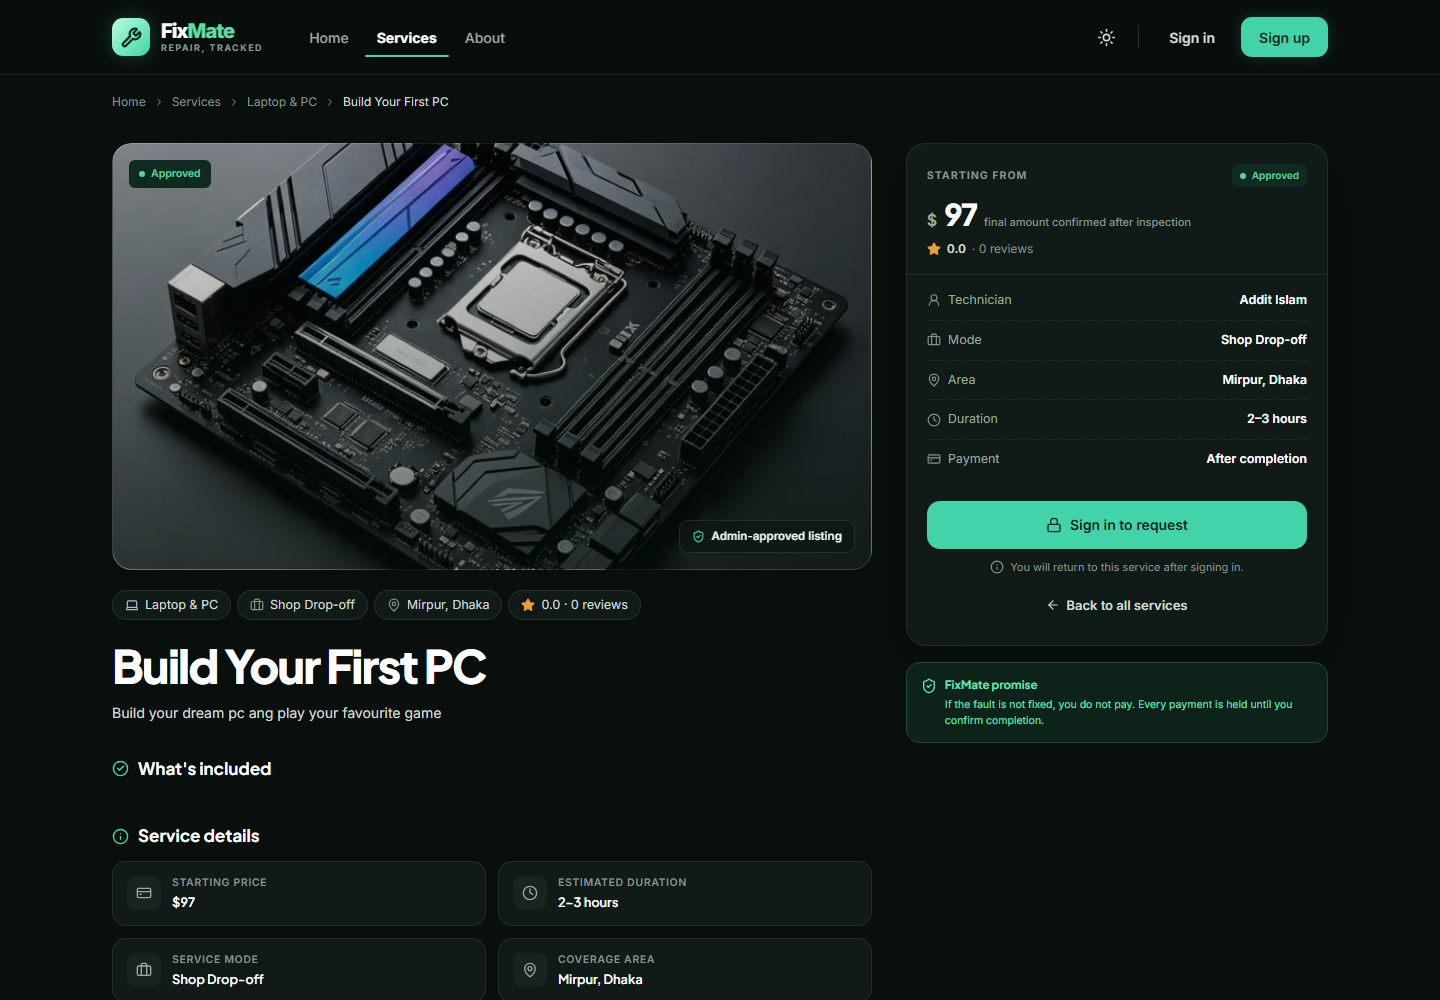 FixMate
REPAIR, TRACKED
Home
Services
About
Sign in
Sign up
Home
Services
Laptop & PC
Build Your First PC
Approved
Admin-approved listing
Laptop & PC
Shop Drop-off
Mirpur, Dhaka
0.0 · 0 reviews
Build Your First PC
Build your dream pc ang play your favourite game
What's included
Service details
STARTING PRICE
$97
ESTIMATED DURATION
2–3 hours
SERVICE MODE
Shop Drop-off
COVERAGE AREA
Mirpur, Dhaka
STARTING FROM
Approved
$ 97 final amount confirmed after inspection
0.0 · 0 reviews
Technician
Addit Islam
Mode
Shop Drop-off
Area
Mirpur, Dhaka
Duration
2–3 hours
Payment
After completion
Sign in to request
You will return to this service after signing in.
Back to all services
FixMate promise
If the fault is not fixed, you do not pay. Every payment is held until you
confirm completion.